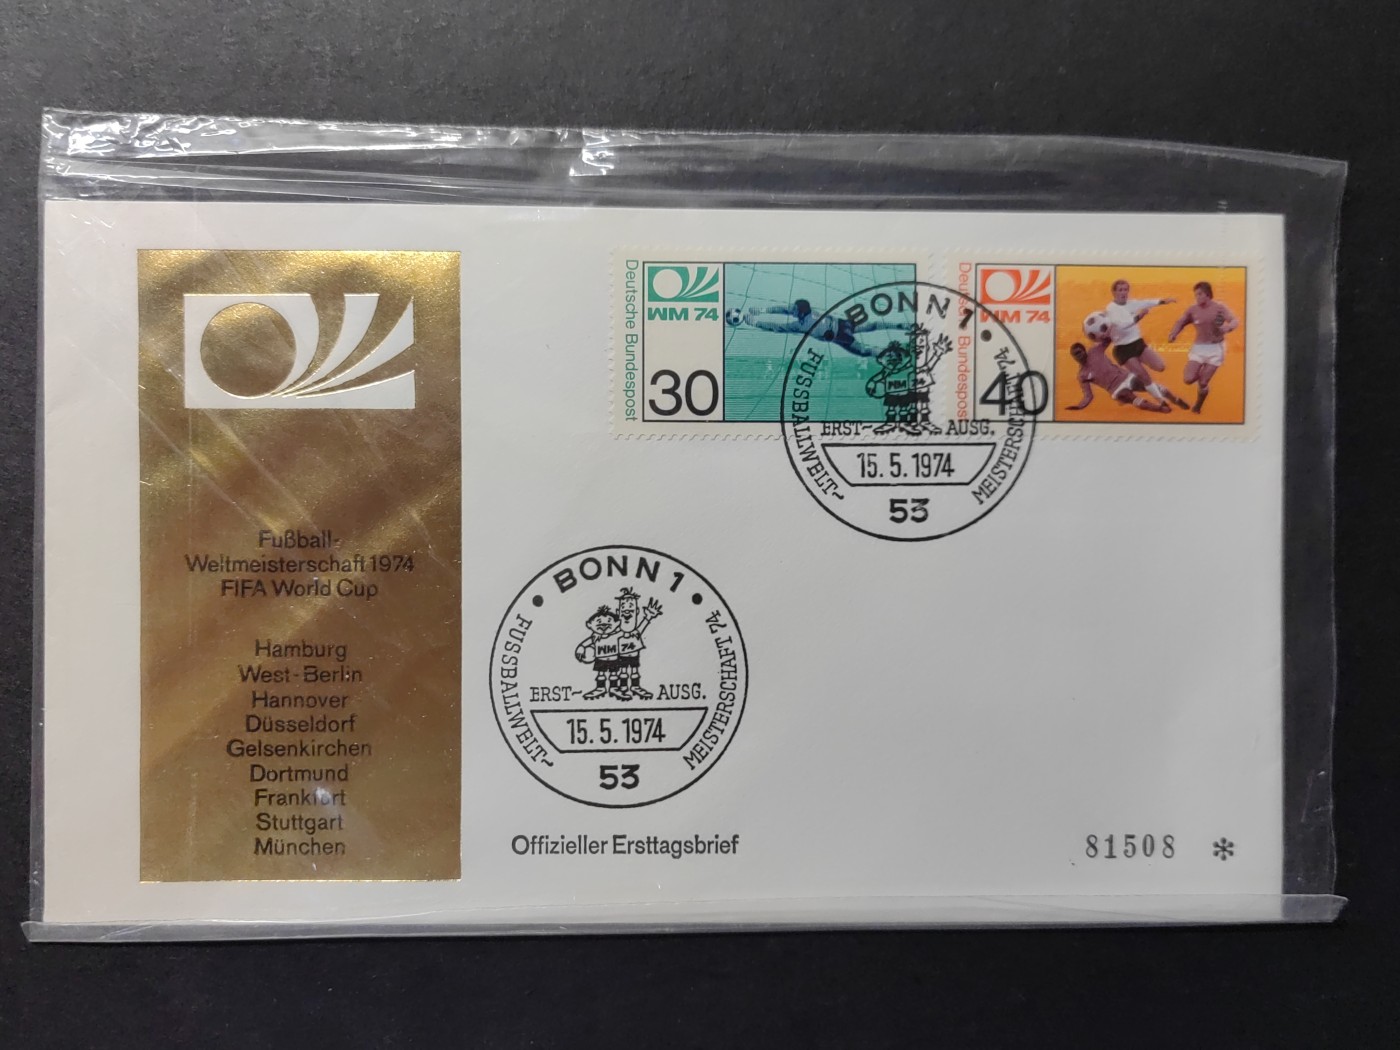 Fußball-
Weltmeisterschaft 1974
FIFA World Cup
Hamburg
West-Berlin
Hannover
Düsseldorf
Gelsenkirchen
Dortmund
Frankfurt
Stuttgart
München
Deutsche Bundespost
WM 74
30
Deutsche Bundespost
WM 74
40
• BONN 1 •
FUSSBALLWELT-
MEISTERSCHAFT 74
WM 74
ERST- AUSG.
15.5.1974
53
• BONN 1 •
FUSSBALLWELT-
MEISTERSCHAFT 74
WM 74
ERST- AUSG.
15.5.1974
53
Offizieller Ersttagsbrief
81508 *